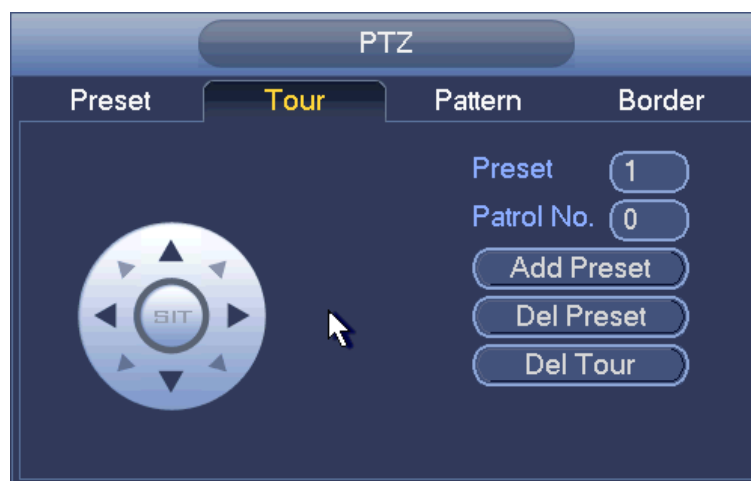 PTZ
Preset Tour Pattern Border
Preset 1
Patrol No. 0
Add Preset
SIT
Del Preset
Del Tour